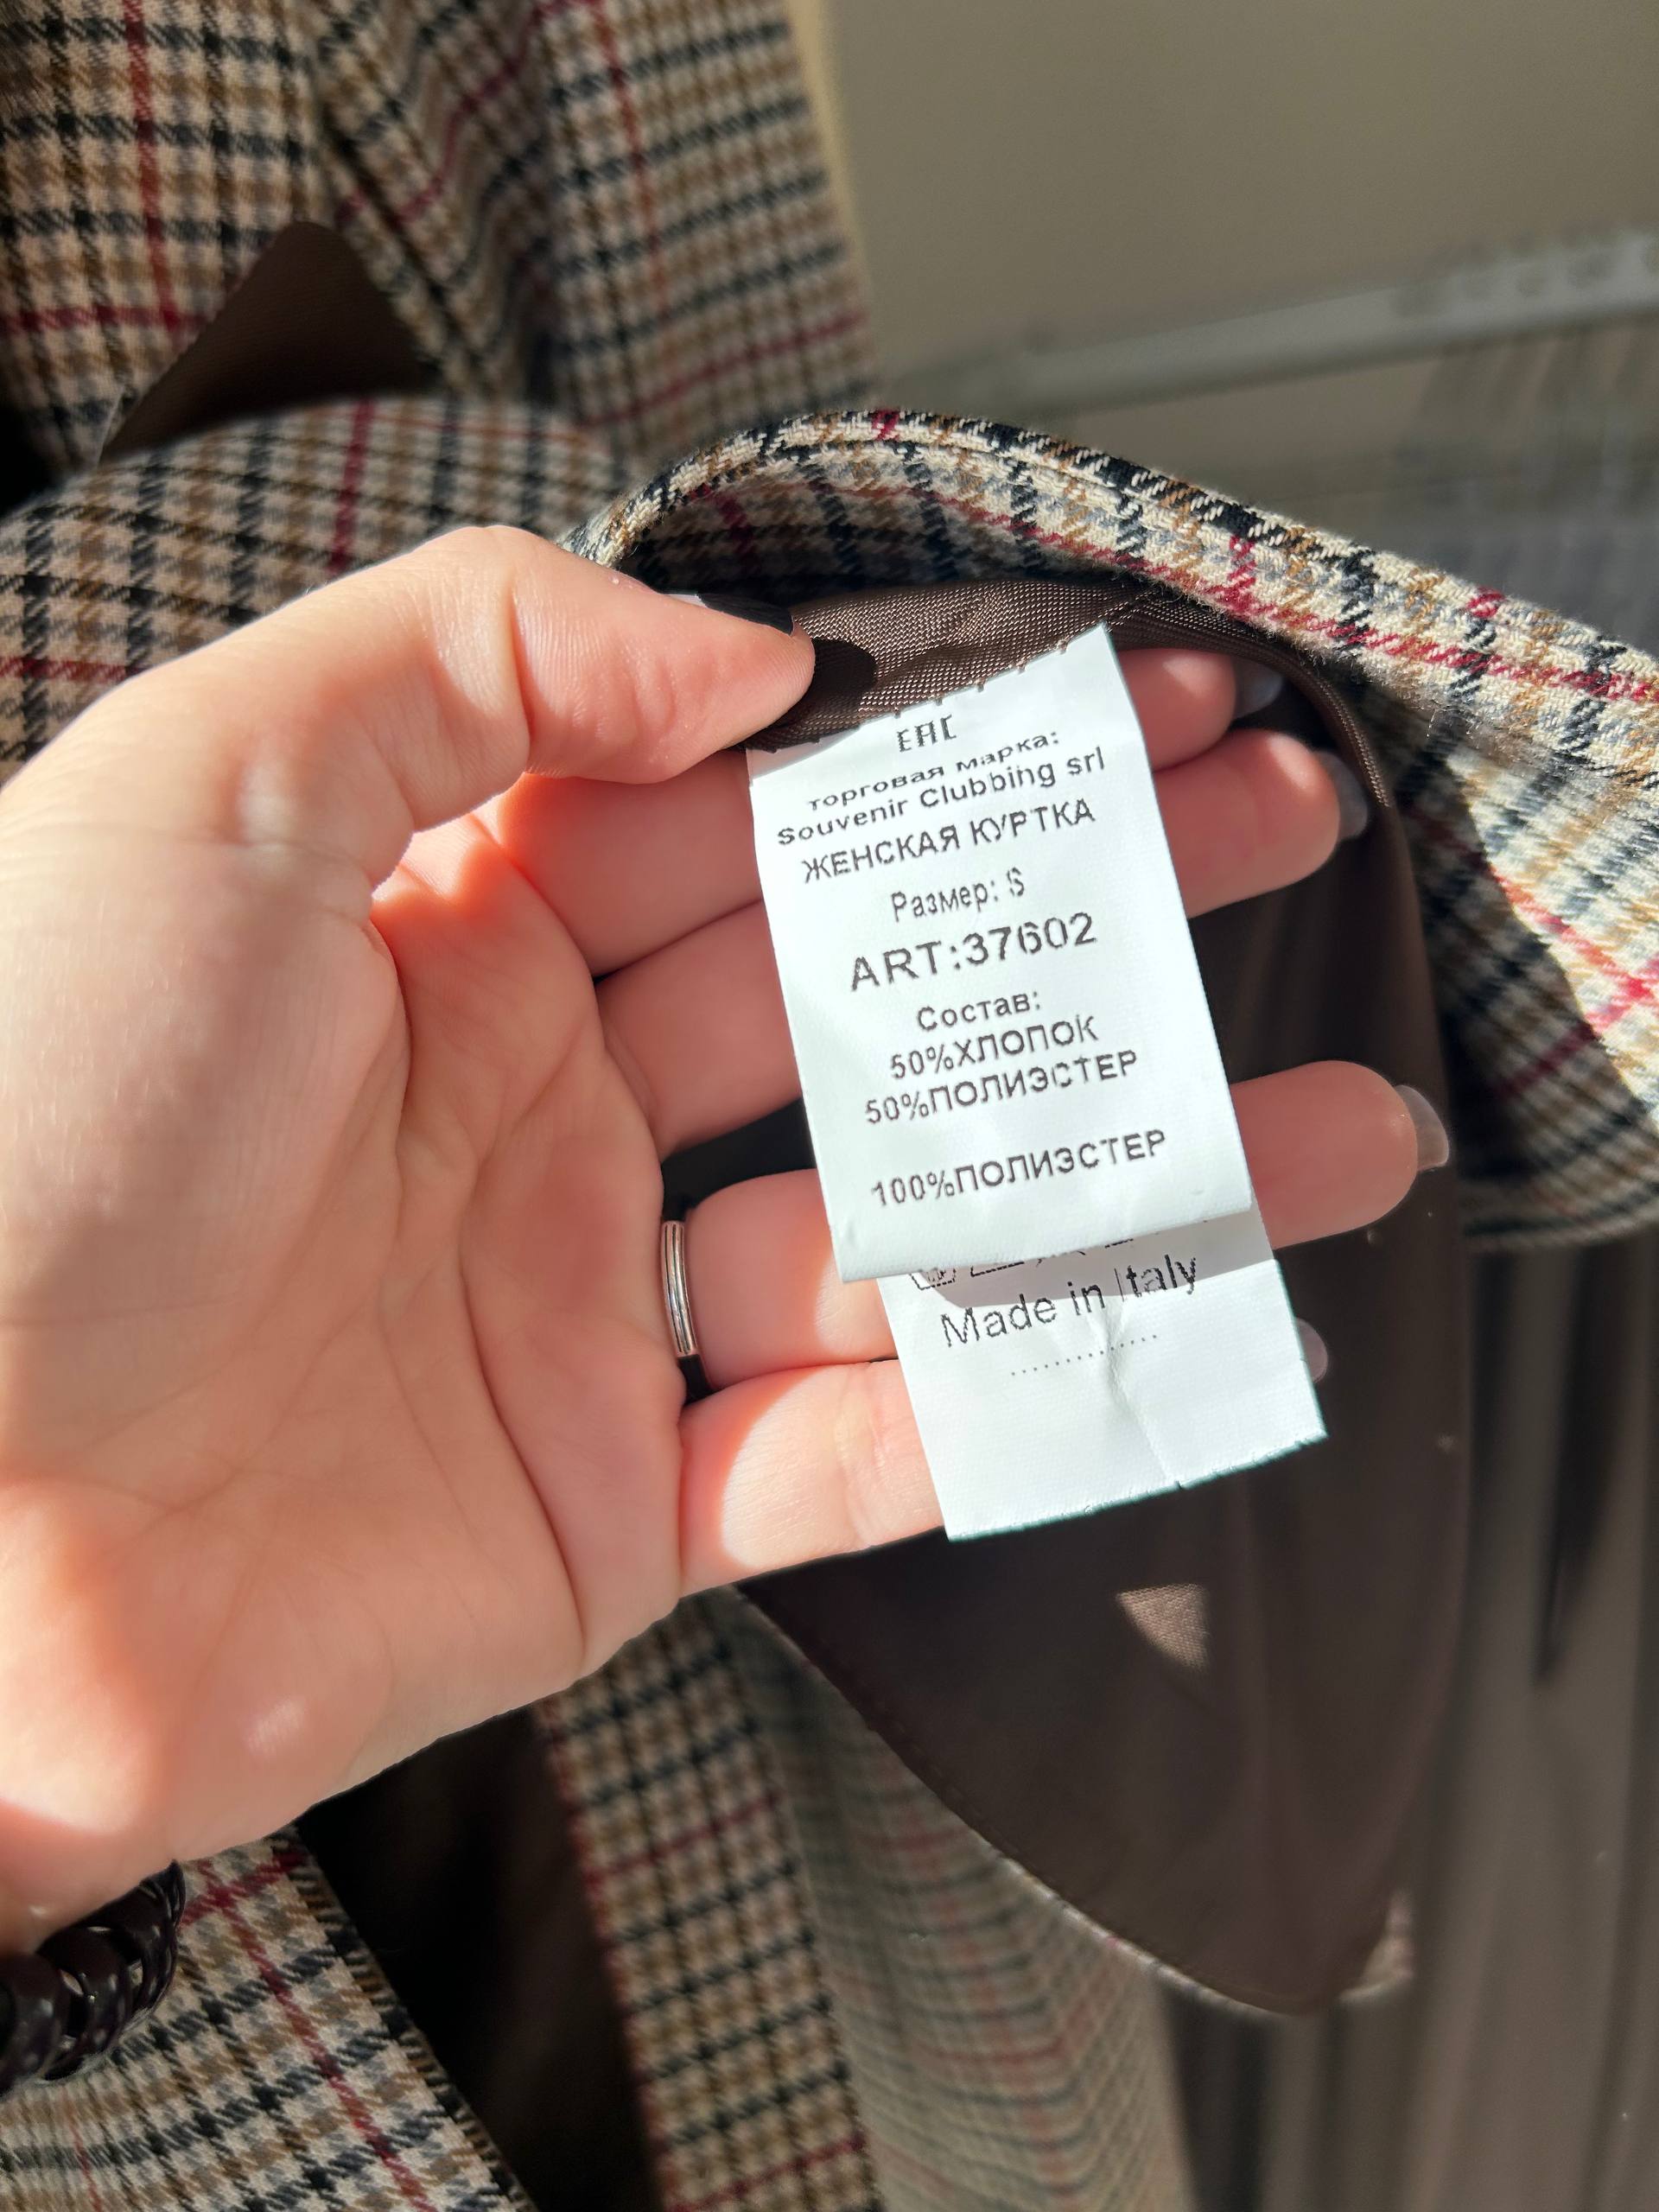 EAC
торговая марка:
Souvenir Clubbing srl
ЖЕНСКАЯ КУРТКА
Размер: S
ART:37602
Состав:
50%ХЛОПОК
50%ПОЛИЭСТЕР
100%ПОЛИЭСТЕР
Made in Italy